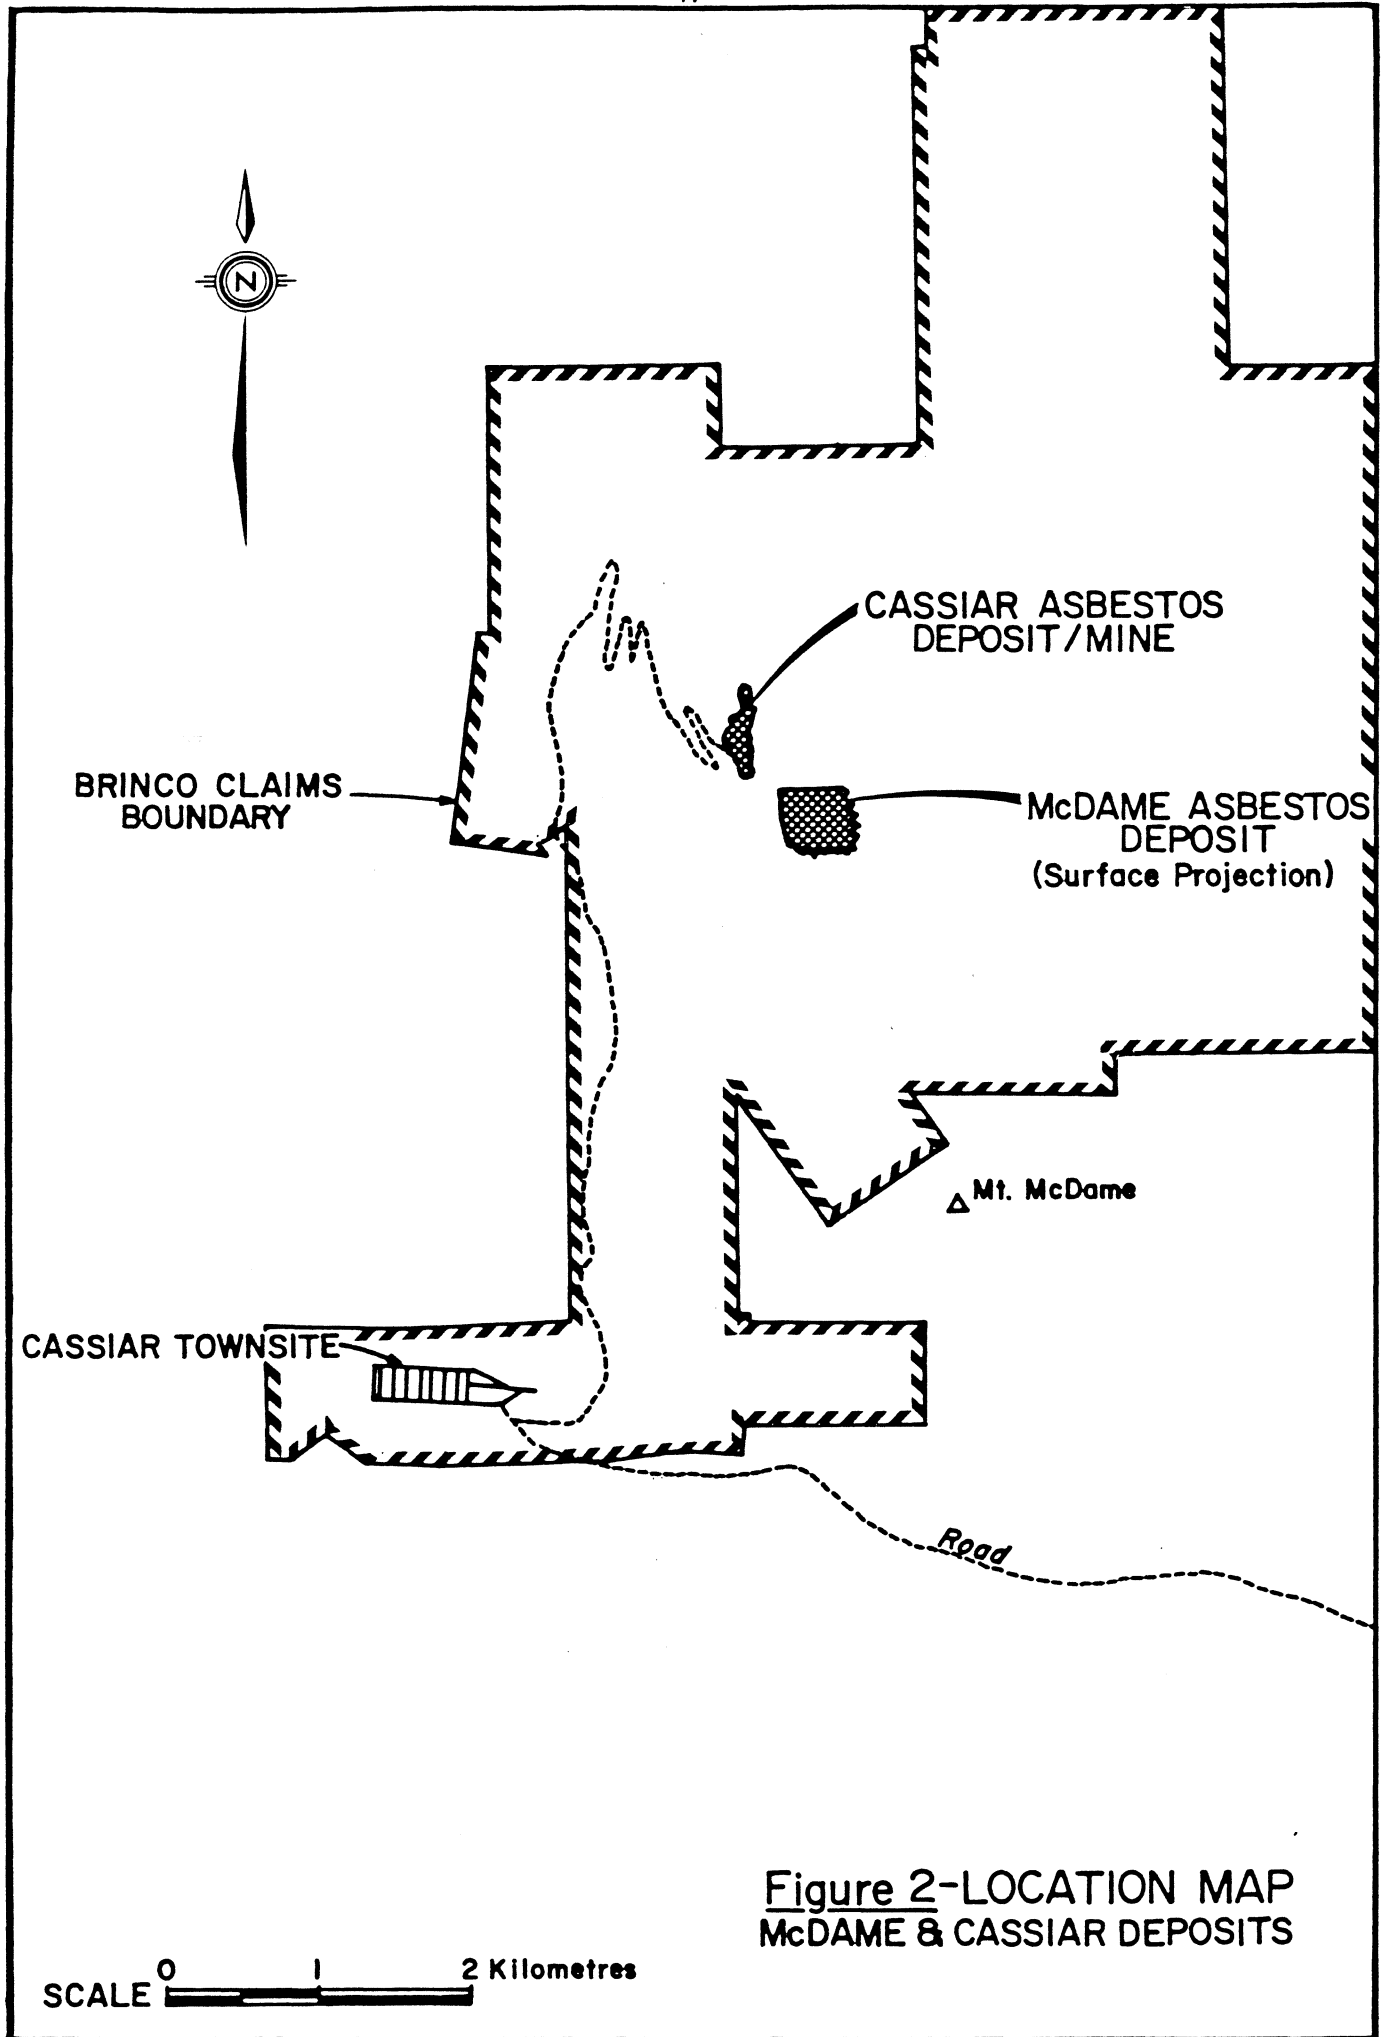 N
CASSIAR ASBESTOS
DEPOSIT/MINE
BRINCO CLAIMS
BOUNDARY
McDAME ASBESTOS
DEPOSIT
(Surface Projection)
Mt. McDame
CASSIAR TOWNSITE
Road
Figure 2-LOCATION MAP
McDAME & CASSIAR DEPOSITS
0 1 2 Kilometres
SCALE